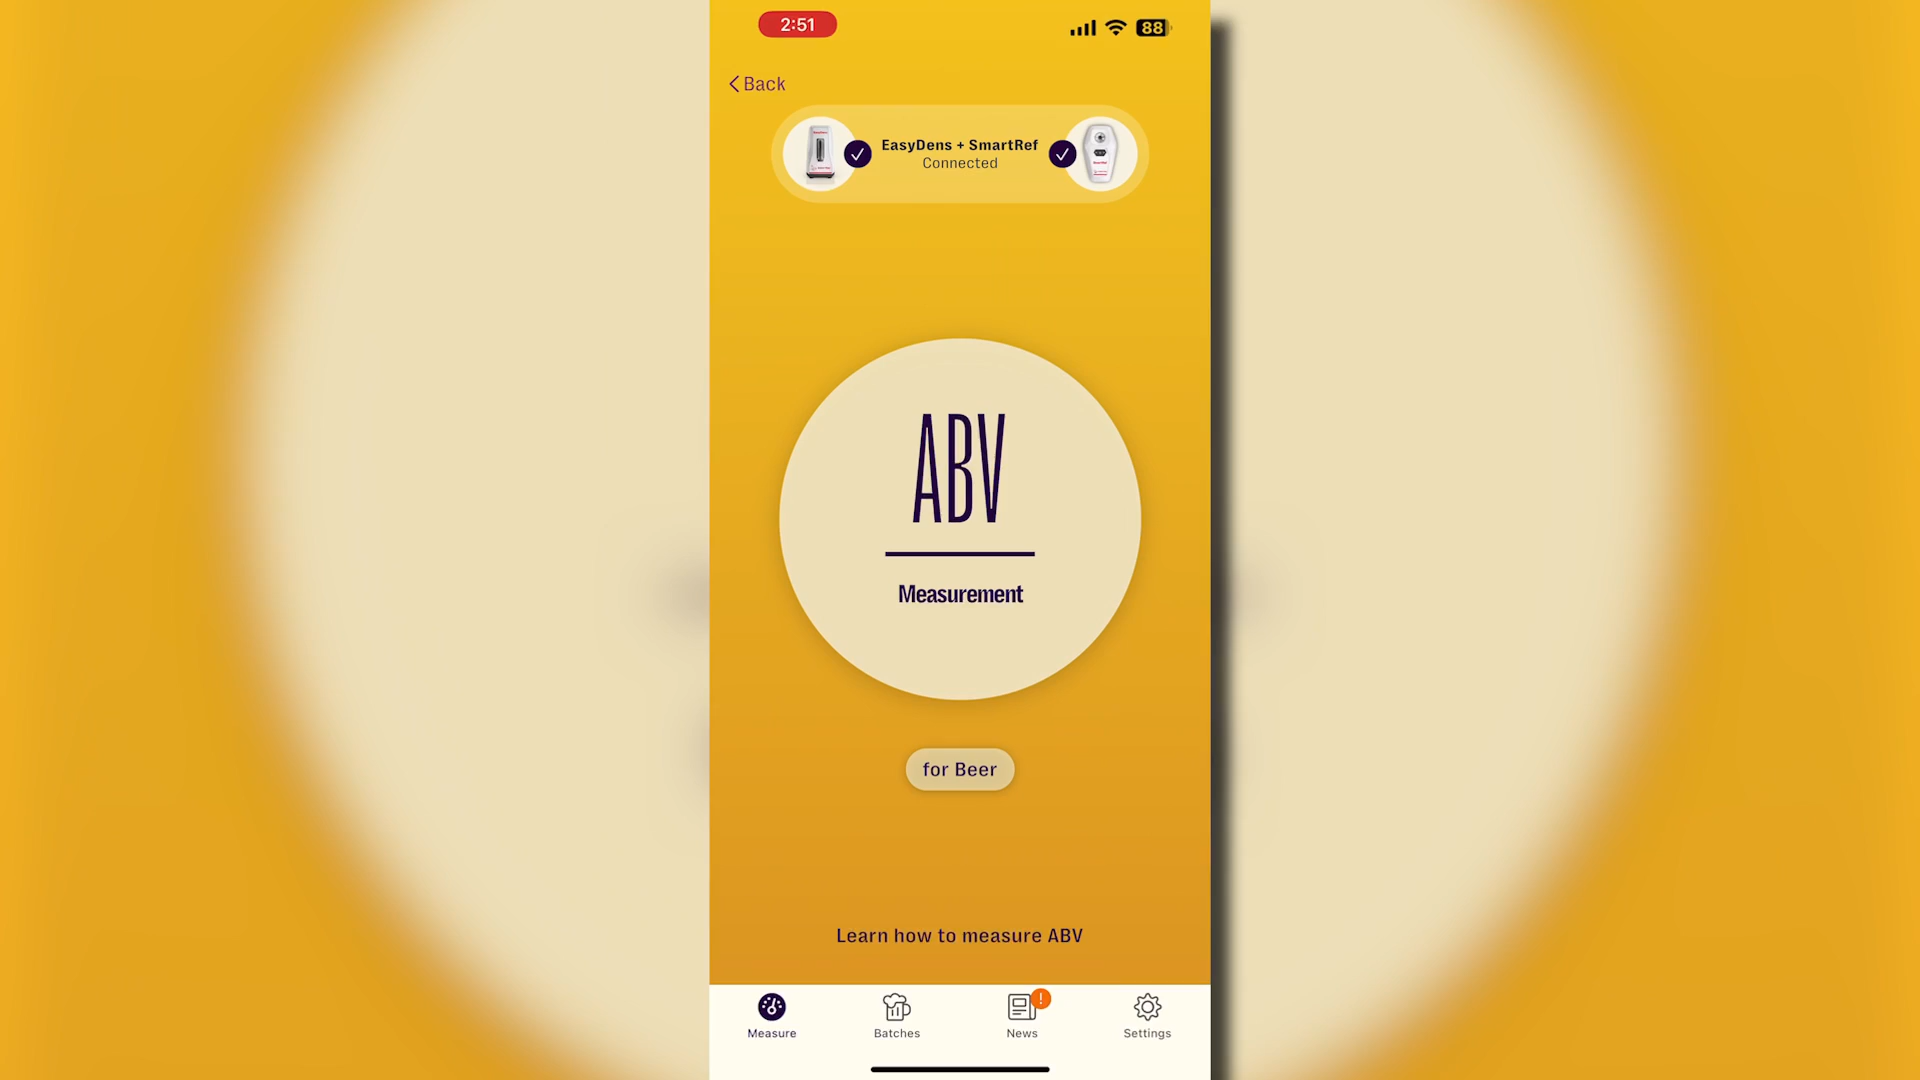 2:51
88
Back
EasyDens + SmartRef
Connected
ABV
Measurement
for Beer
Learn how to measure ABV
!
Measure
Batches
News
Settings